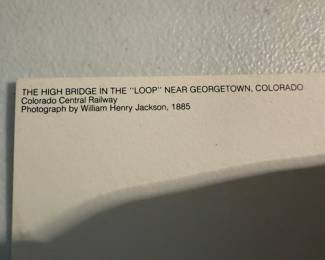 THE HIGH BRIDGE IN THE "LOOP" NEAR GEORGETOWN, COLORADO
Colorado Central Railway
Photograph by William Henry Jackson, 1885